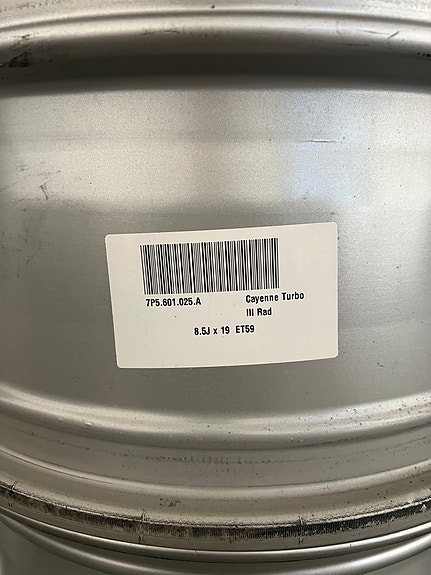 7P5.601.025.A Cayenne Turbo
III Rad
8.5J x 19 ET59